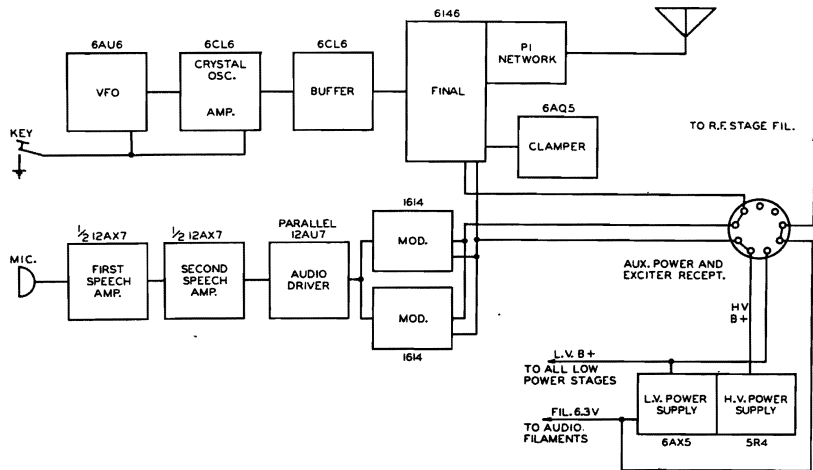 6AU6
6CL6
6CL6
6146
VFO
CRYSTAL
OSC.
AMP.
BUFFER
FINAL
PI
NETWORK
6AQ5
CLAMPER
TO R.F. STAGE FIL.
KEY
MIC.
1/2 12AX7
FIRST
SPEECH
AMP.
1/2 12AX7
SECOND
SPEECH
AMP.
PARALLEL
12AU7
AUDIO
DRIVER
1614
MOD.
MOD.
1614
AUX. POWER AND
EXCITER RECEPT.
HV
B+
L.V. B+
TO ALL LOW
POWER STAGES
FIL. 6.3V
TO AUDIO.
FILAMENTS
L.V. POWER
SUPPLY
6AX5
H.V. POWER
SUPPLY
5R4